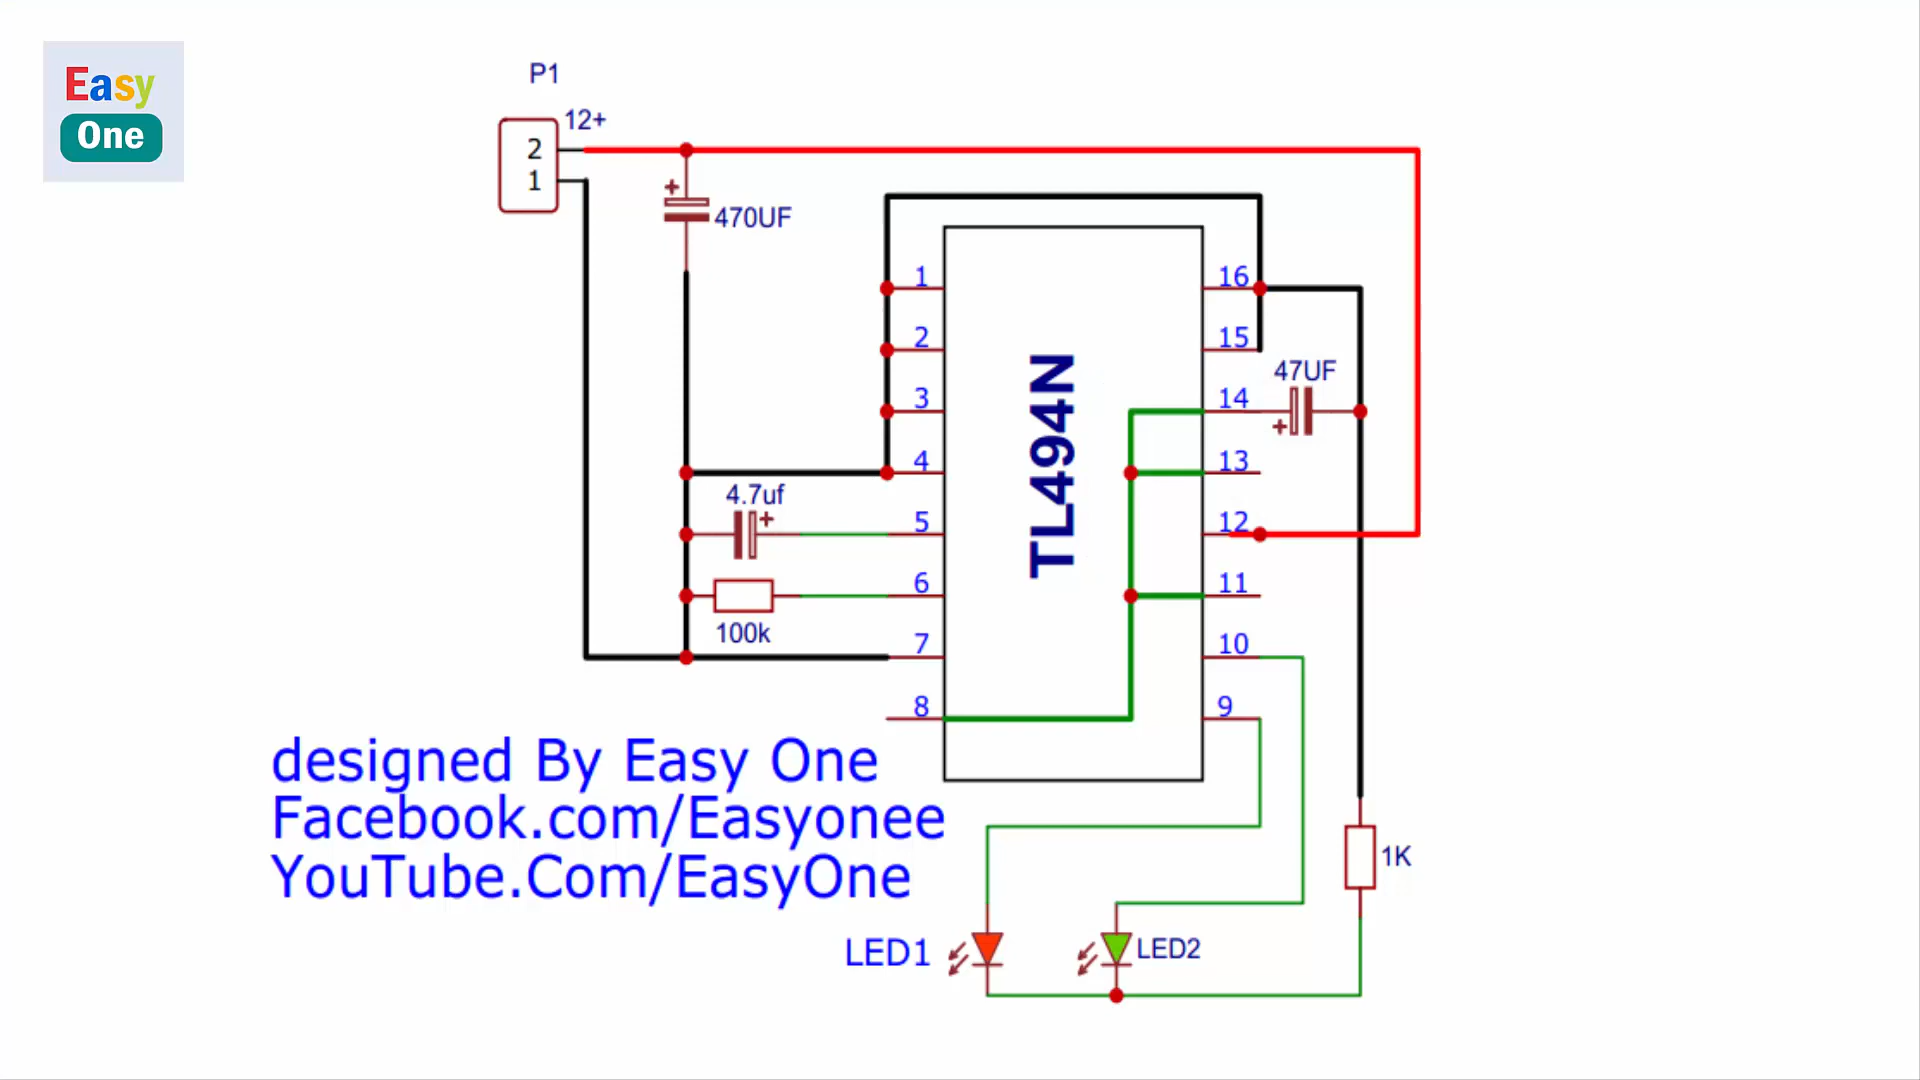 Easy
One
P1
12+
2
1
470UF
1
16
2
15
47UF
3
14
4
13
4.7uf
5
12
6
11
100k
7
10
8
9
TL494N
designed By Easy One
Facebook.com/Easyonee
YouTube.Com/EasyOne
1K
LED1
LED2
+
+
+